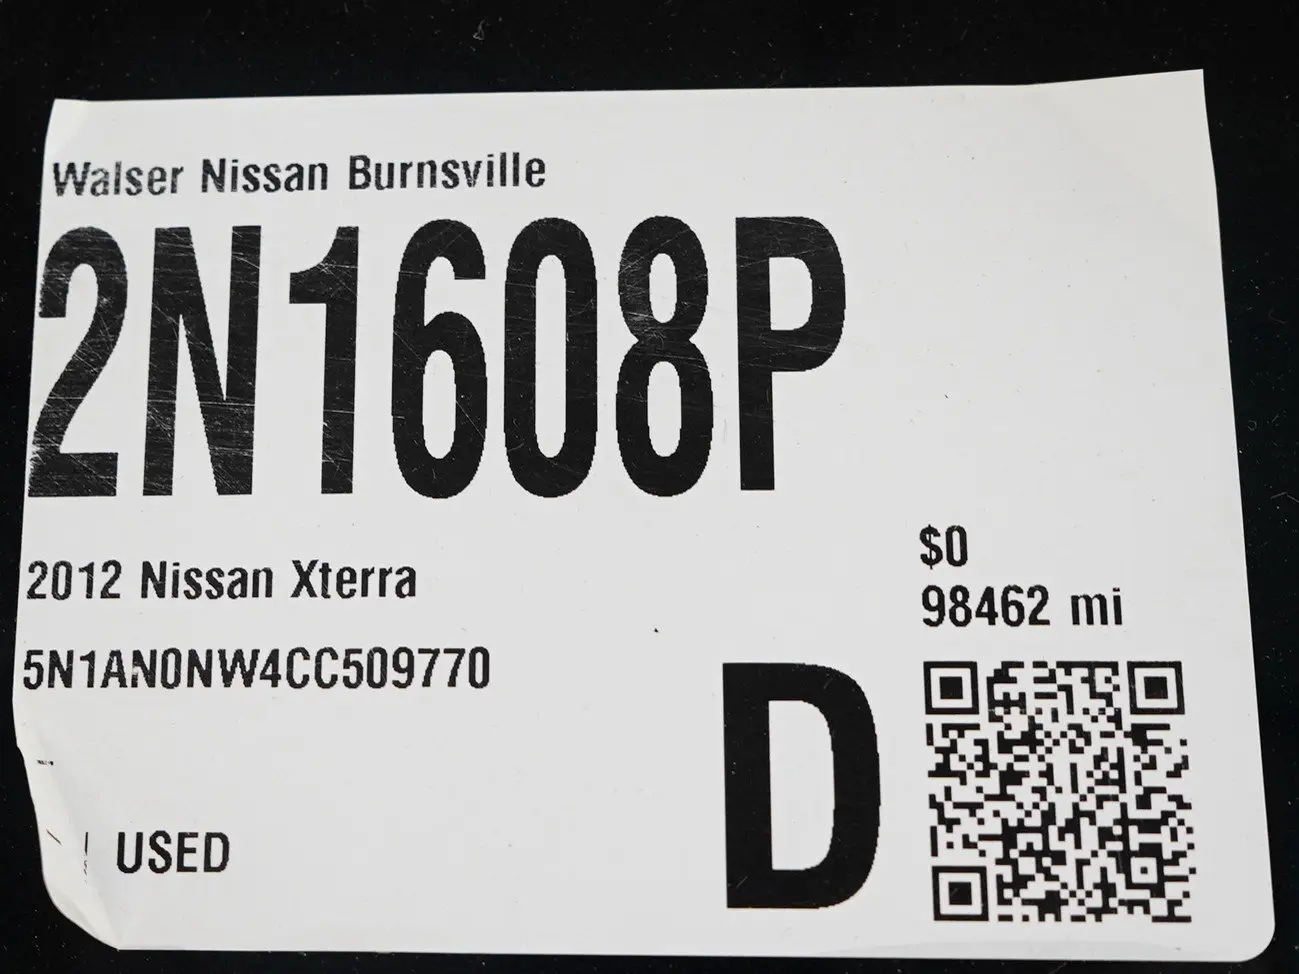 Walser Nissan Burnsville
2N1608P
2012 Nissan Xterra
5N1AN0NW4CC509770
$0
98462 mi
D
USED